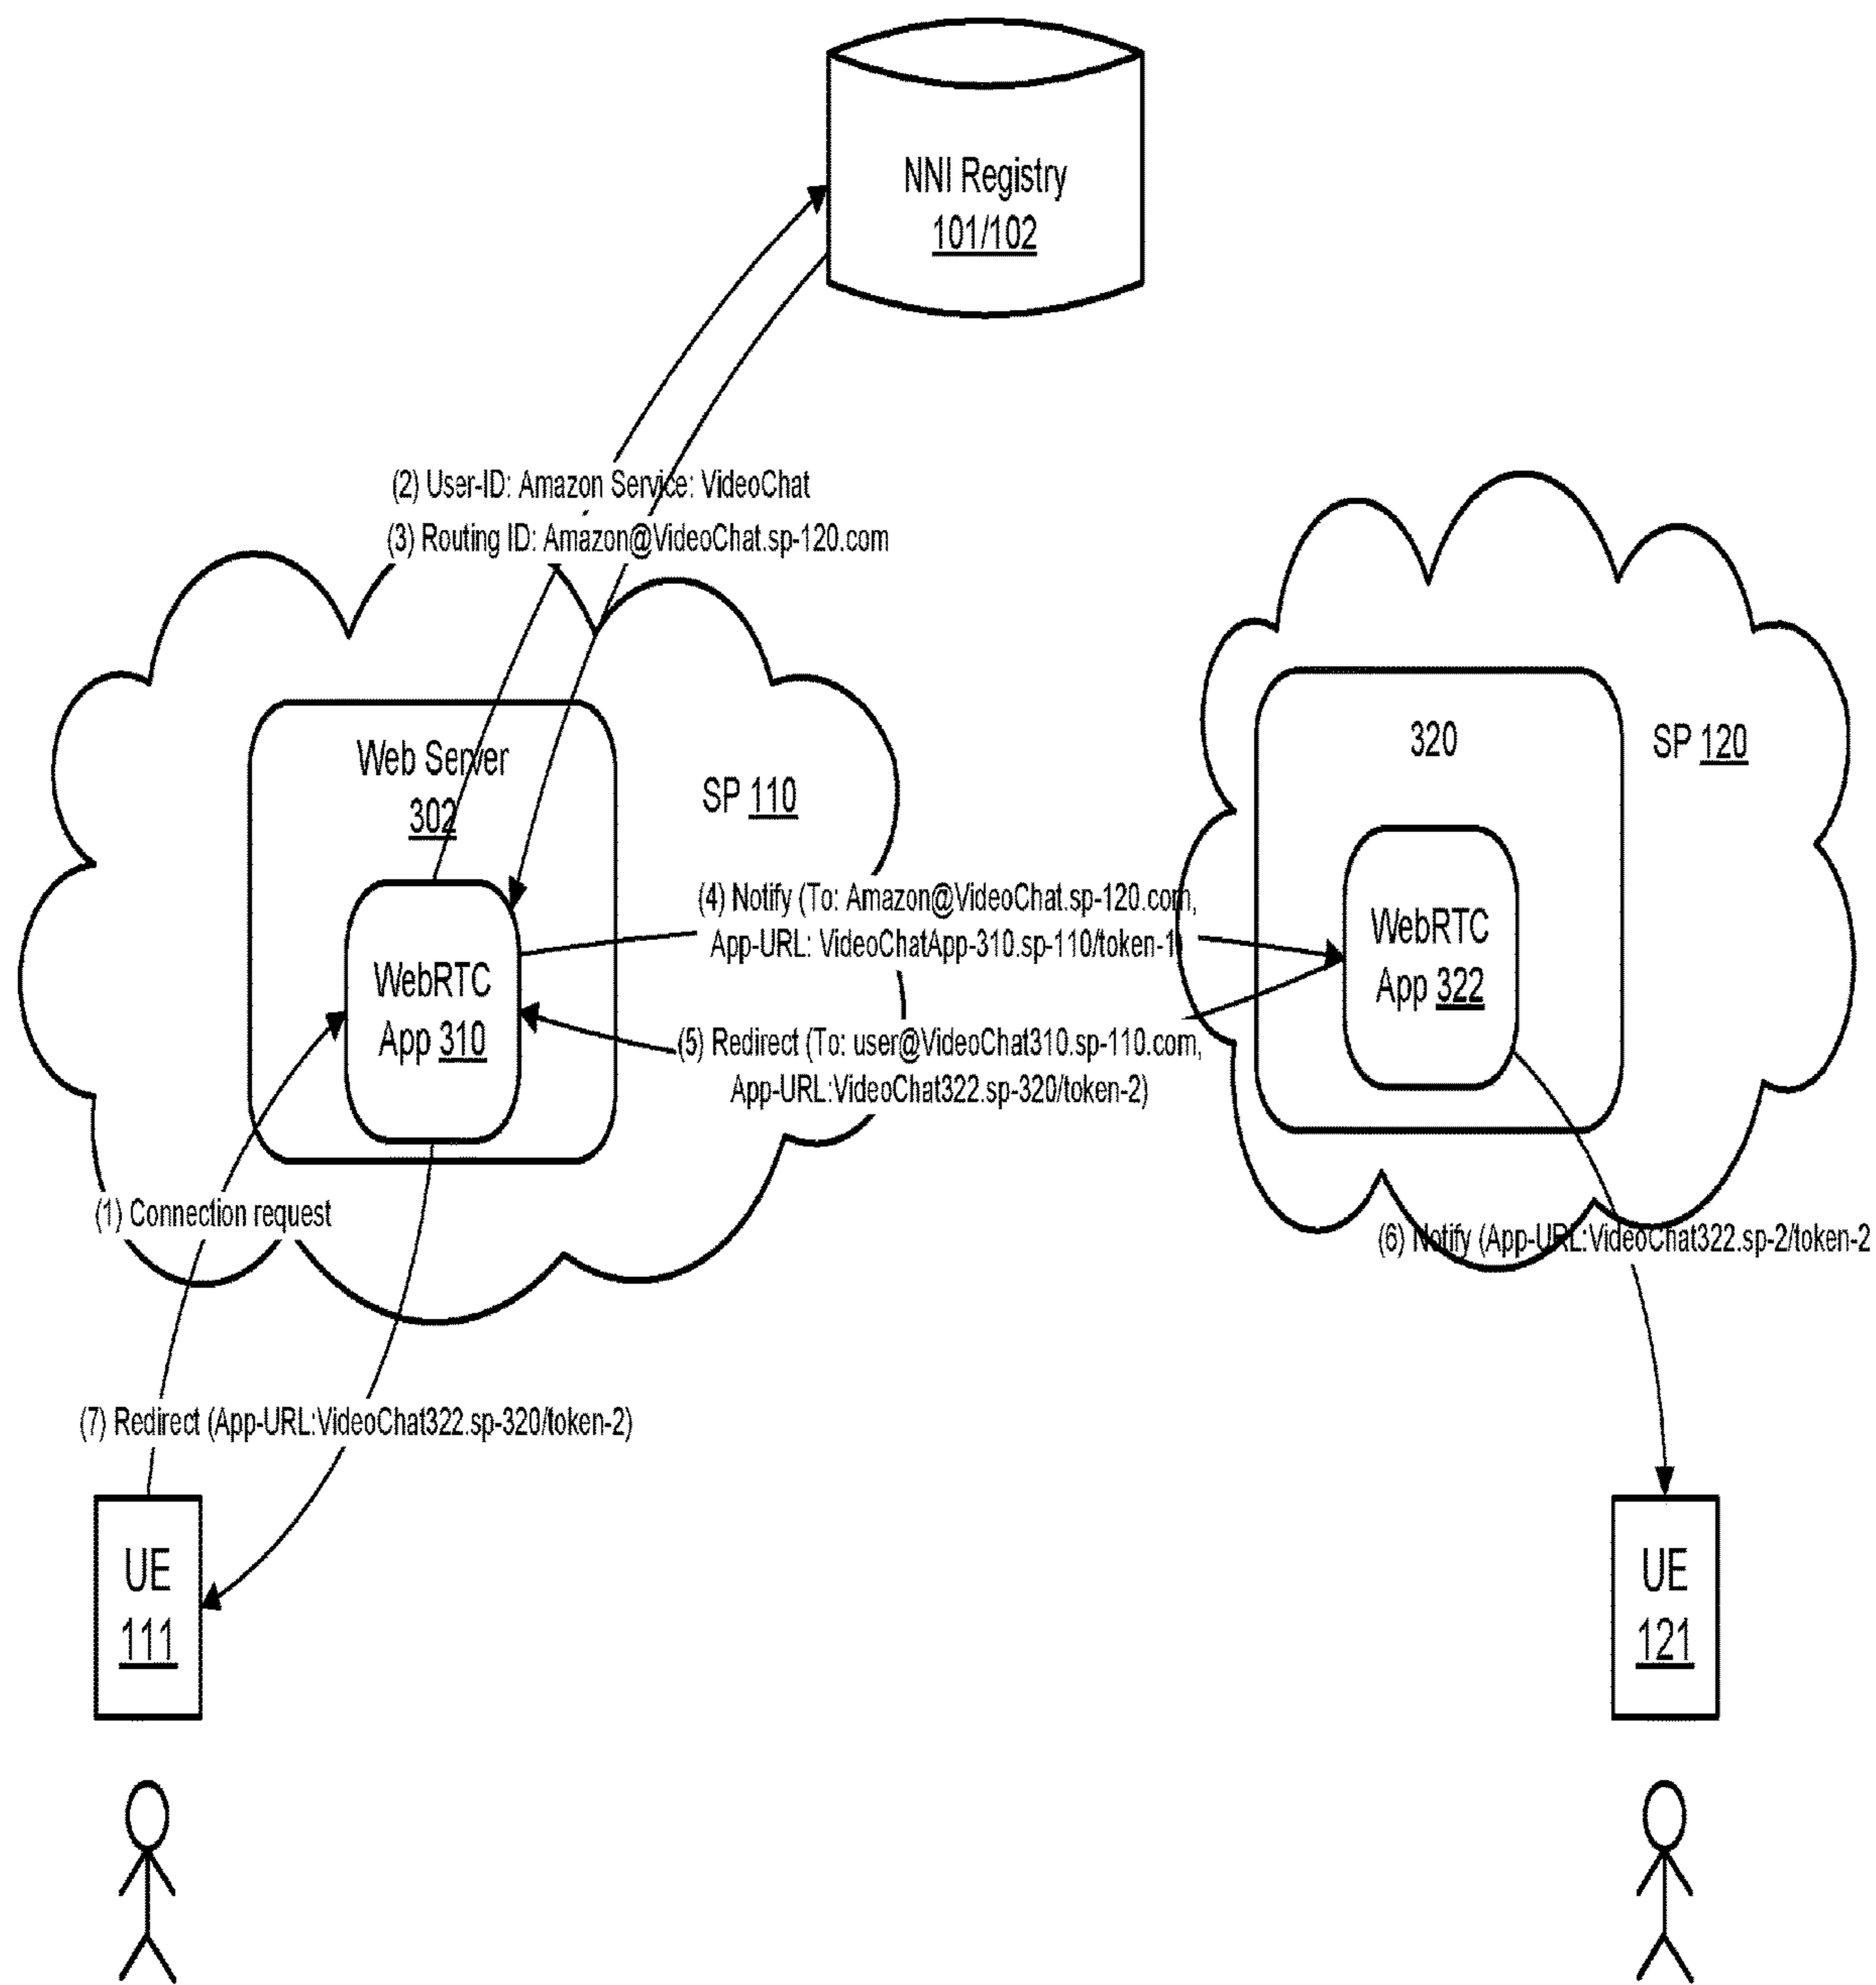 NNI Registry
101/102
(2) User-ID: Amazon Service: VideoChat
(3) Routing ID: Amazon@VideoChat.sp-120.com
Web Server
302
SP 110
320
SP 120
(4) Notify (To: Amazon@VideoChat.sp-120.com,
App-URL: VideoChatApp-310.sp-110/token-1
WebRTC
App 310
WebRTC
App 322
(5) Redirect (To: user@VideoChat310.sp-110.com,
App-URL:VideoChat322.sp-320/token-2)
(1) Connection request
(6) Notify (App-URL:VideoChat322.sp-2/token-2
(7) Redirect (App-URL:VideoChat322.sp-320/token-2)
UE
111
UE
121